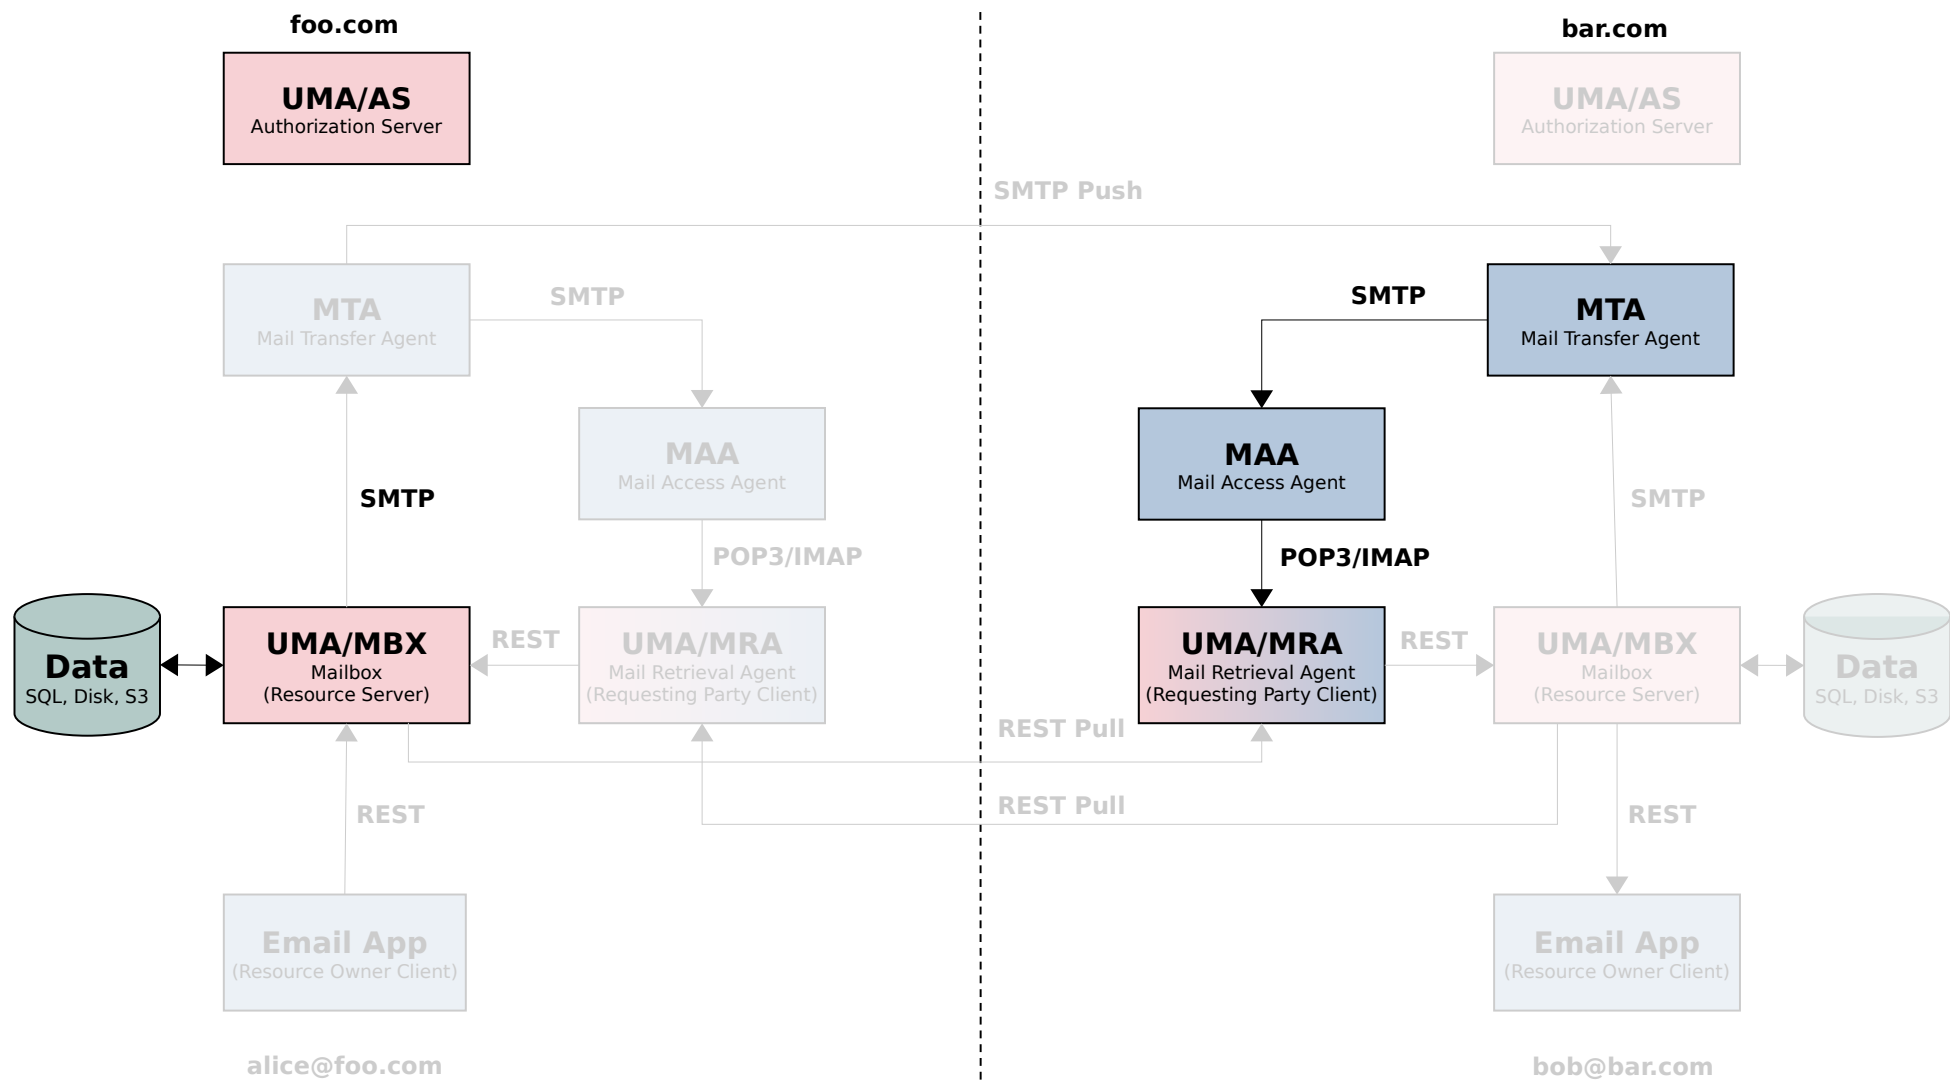 foo.com
bar.com
UMA/AS
Authorization Server
UMA/AS
Authorization Server
SMTP Push
MTA
Mail Transfer Agent
SMTP
SMTP
MTA
Mail Transfer Agent
MAA
Mail Access Agent
MAA
Mail Access Agent
SMTP
SMTP
POP3/IMAP
POP3/IMAP
Data
SQL, Disk, S3
UMA/MBX
Mailbox
(Resource Server)
REST
UMA/MRA
Mail Retrieval Agent
(Requesting Party Client)
UMA/MRA
Mail Retrieval Agent
(Requesting Party Client)
REST
UMA/MBX
Mailbox
(Resource Server)
Data
SQL, Disk, S3
REST Pull
REST Pull
REST
REST
Email App
(Resource Owner Client)
Email App
(Resource Owner Client)
alice@foo.com
bob@bar.com